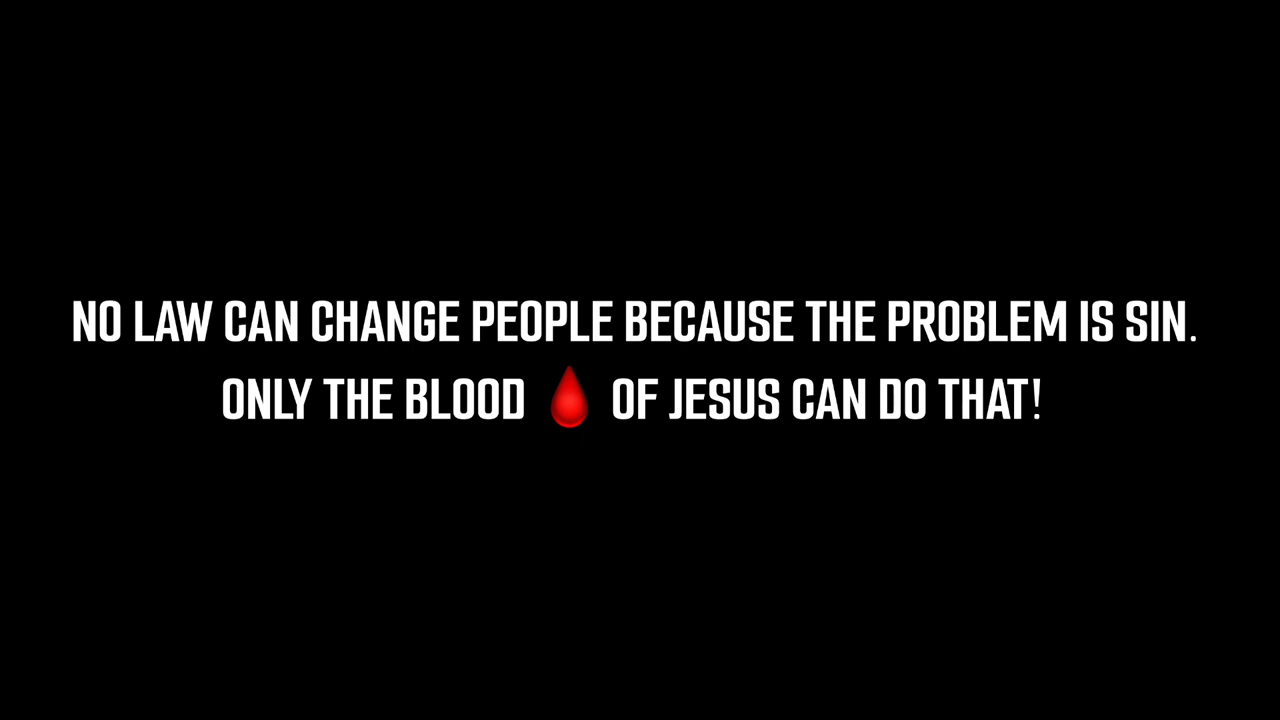 NO LAW CAN CHANGE PEOPLE BECAUSE THE PROBLEM IS SIN.
ONLY THE BLOOD 🩸 OF JESUS CAN DO THAT!